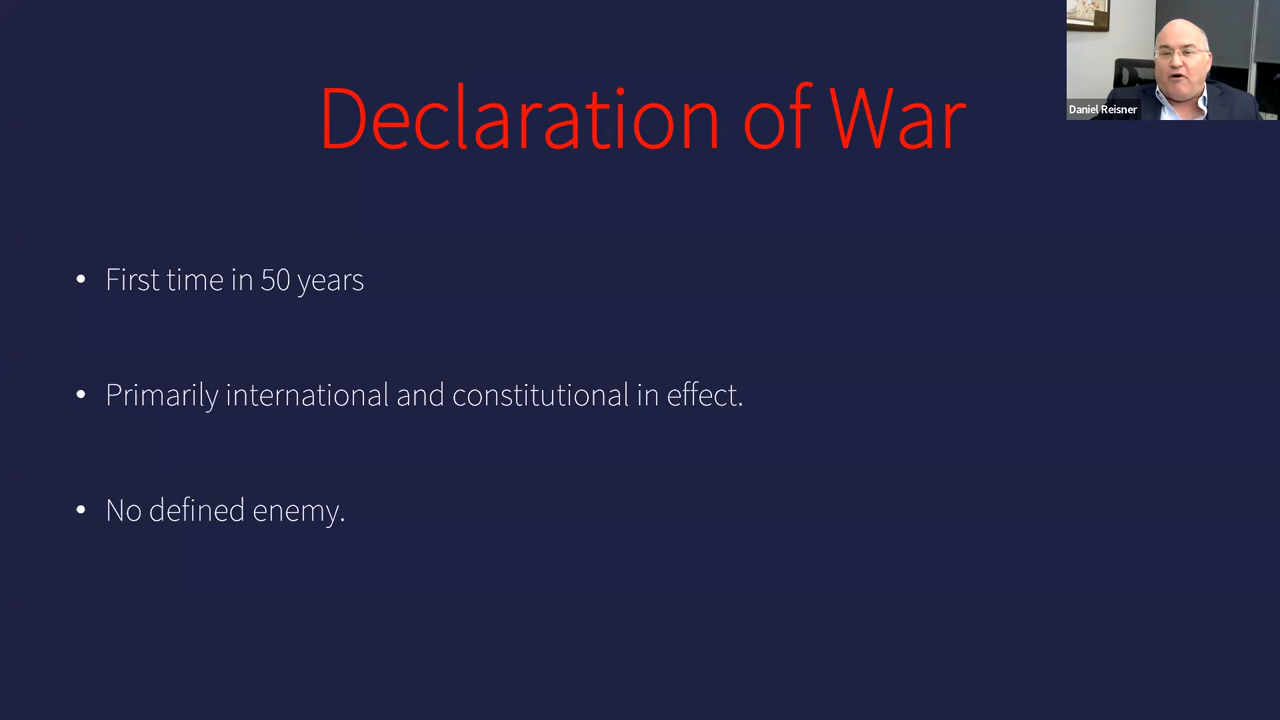 Declaration of War
Daniel Reisner
• First time in 50 years
• Primarily international and constitutional in effect.
• No defined enemy.